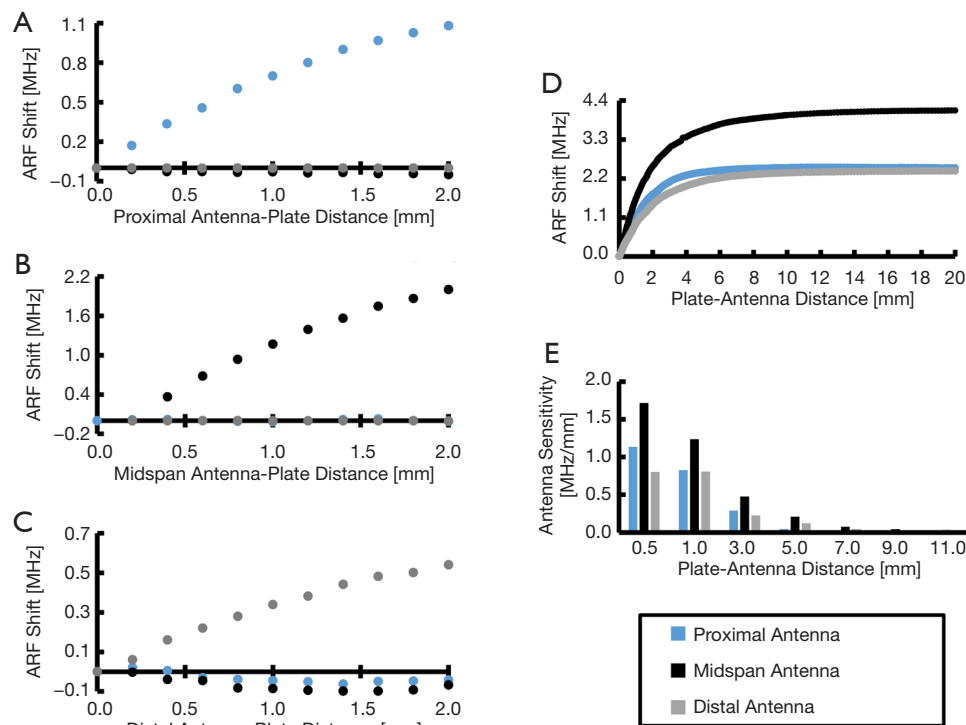 A
ARF Shift [MHz]
1.1
0.8
0.5
0.2
−0.1
0.0 0.5 1.0 1.5 2.0
Proximal Antenna-Plate Distance [mm]
B
ARF Shift [MHz]
2.2
1.6
1.0
0.4
−0.2
0.0 0.5 1.0 1.5 2.0
Midspan Antenna-Plate Distance [mm]
C
ARF Shift [MHz]
0.7
0.5
0.3
0.1
−0.1
0.0 0.5 1.0 1.5 2.0
Distal Antenna-Plate Distance [mm]
D
ARF Shift [MHz]
4.4
3.3
2.2
1.1
0.0
0 2 4 6 8 10 12 14 16 18 20
Plate-Antenna Distance [mm]
E
Antenna Sensitivity
[MHz/mm]
2.0
1.5
1.0
0.5
0.0
0.5 1.0 3.0 5.0 7.0 9.0 11.0
Plate-Antenna Distance [mm]
Proximal Antenna
Midspan Antenna
Distal Antenna